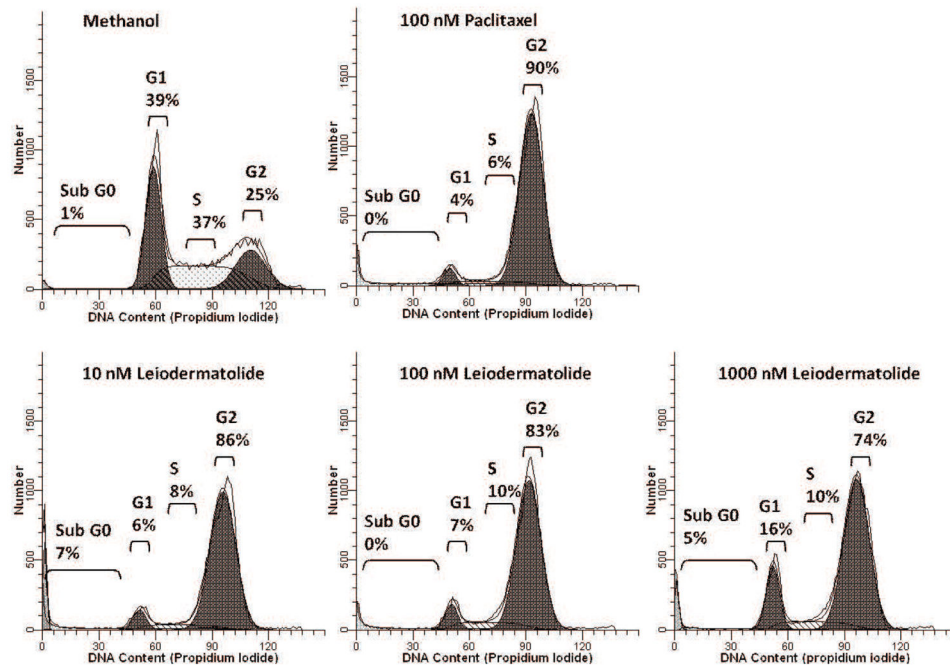 Methanol
Number
1500
1000
500
0
Sub G0
1%
G1
39%
S
37%
G2
25%
0 30 60 90 120
DNA Content (Propidium Iodide)
100 nM Paclitaxel
Number
1500
1000
500
0
Sub G0
0%
G1
4%
S
6%
G2
90%
0 30 60 90 120
DNA Content (Propidium Iodide)
10 nM Leiodermatolide
Number
1500
1000
500
0
Sub G0
7%
G1
6%
S
8%
G2
86%
0 30 60 90 120
DNA Content (Propidium Iodide)
100 nM Leiodermatolide
Number
1500
1000
500
0
Sub G0
0%
G1
7%
S
10%
G2
83%
0 30 60 90 120
DNA Content (Propidium Iodide)
1000 nM Leiodermatolide
Number
1500
1000
500
0
Sub G0
5%
G1
16%
S
10%
G2
74%
0 30 60 90 120
DNA Content (propidium Iodide)